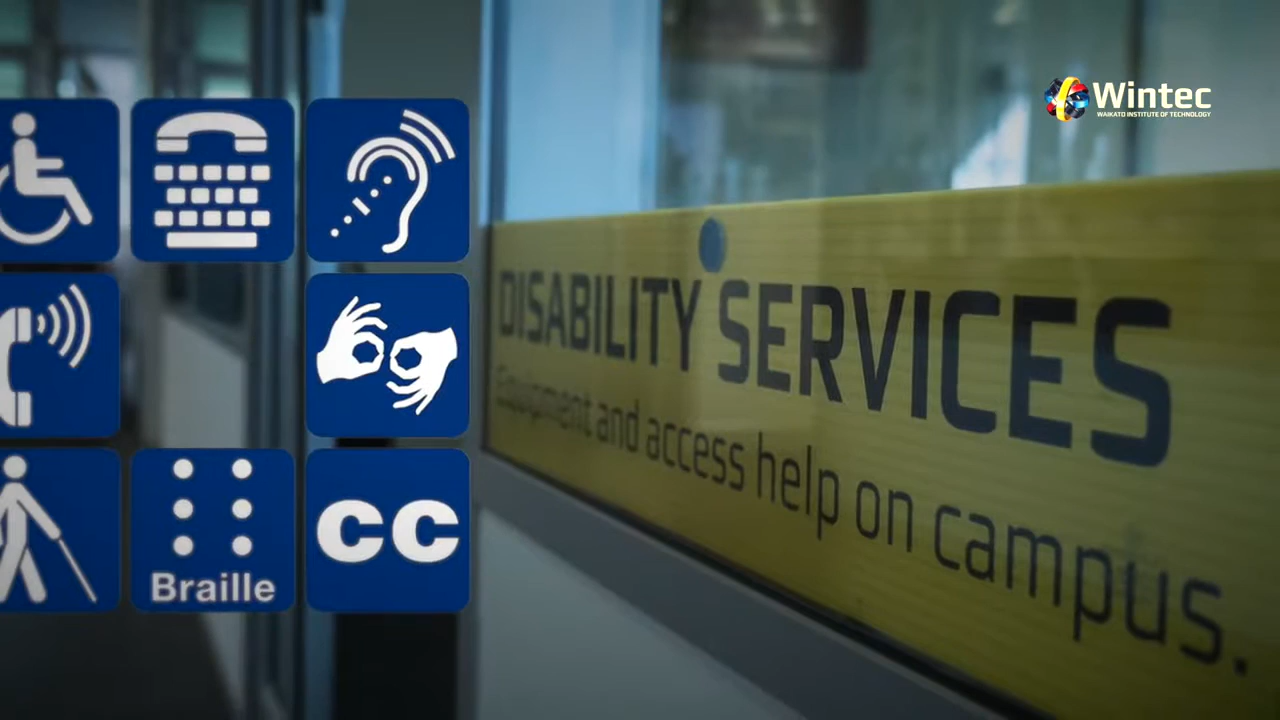 Wintec
WAIKATO INSTITUTE OF TECHNOLOGY
DISABILITY SERVICES
Equipment and access help on campus.
Braille
CC